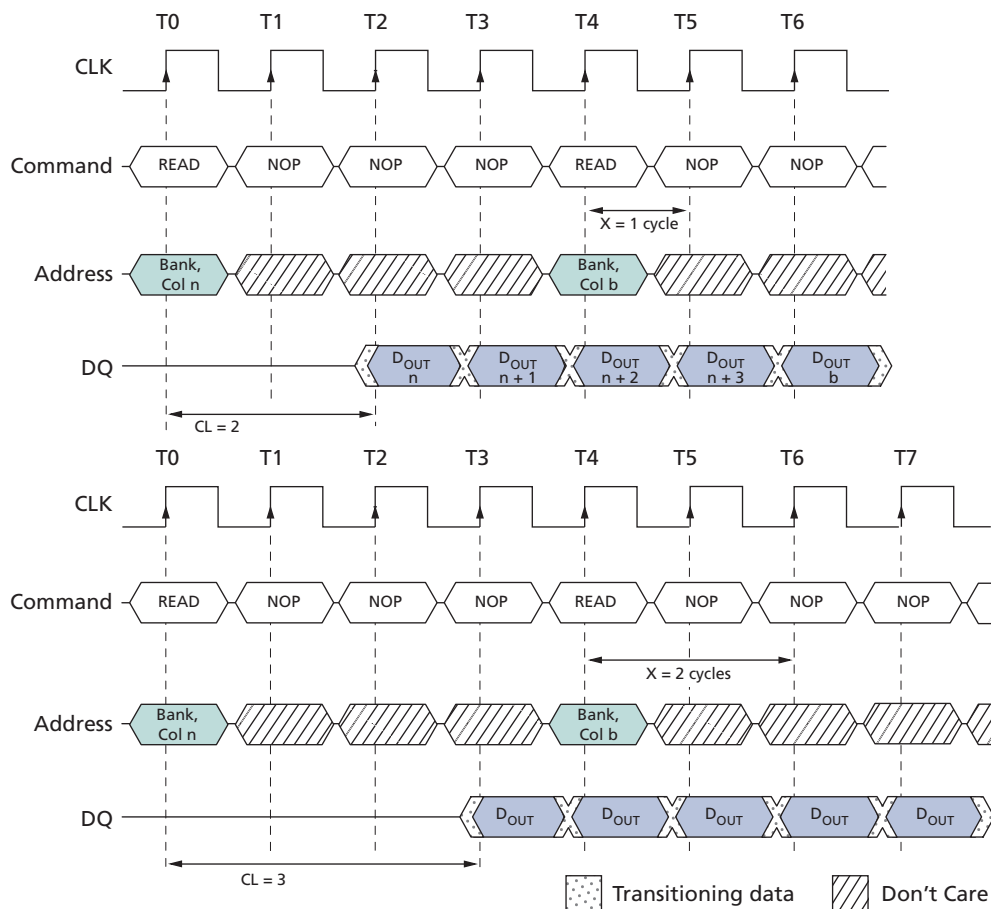 T0 T1 T2 T3 T4 T5 T6
CLK
Command READ NOP NOP NOP READ NOP NOP
X = 1 cycle
Address Bank, Col n Bank, Col b
DQ DOUT n DOUT n + 1 DOUT n + 2 DOUT n + 3 DOUT b
CL = 2
T0 T1 T2 T3 T4 T5 T6 T7
CLK
Command READ NOP NOP NOP READ NOP NOP NOP
X = 2 cycles
Address Bank, Col n Bank, Col b
DQ DOUT DOUT DOUT DOUT DOUT
CL = 3
Transitioning data Don't Care